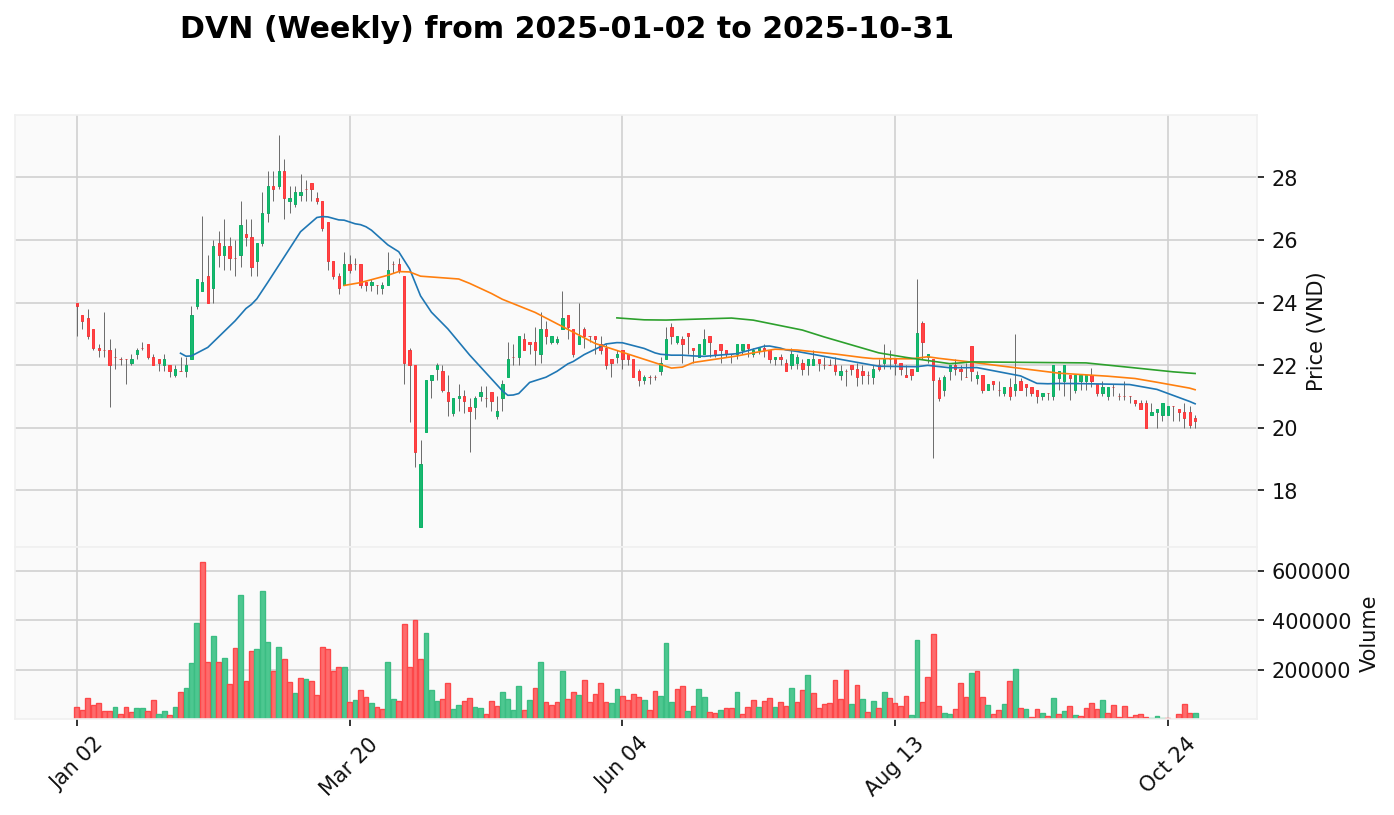 DVN (Weekly) from 2025-01-02 to 2025-10-31
28
26
24
22
20
18
Price (VND)
600000
400000
200000
Volume
Jan 02
Mar 20
Jun 04
Aug 13
Oct 24